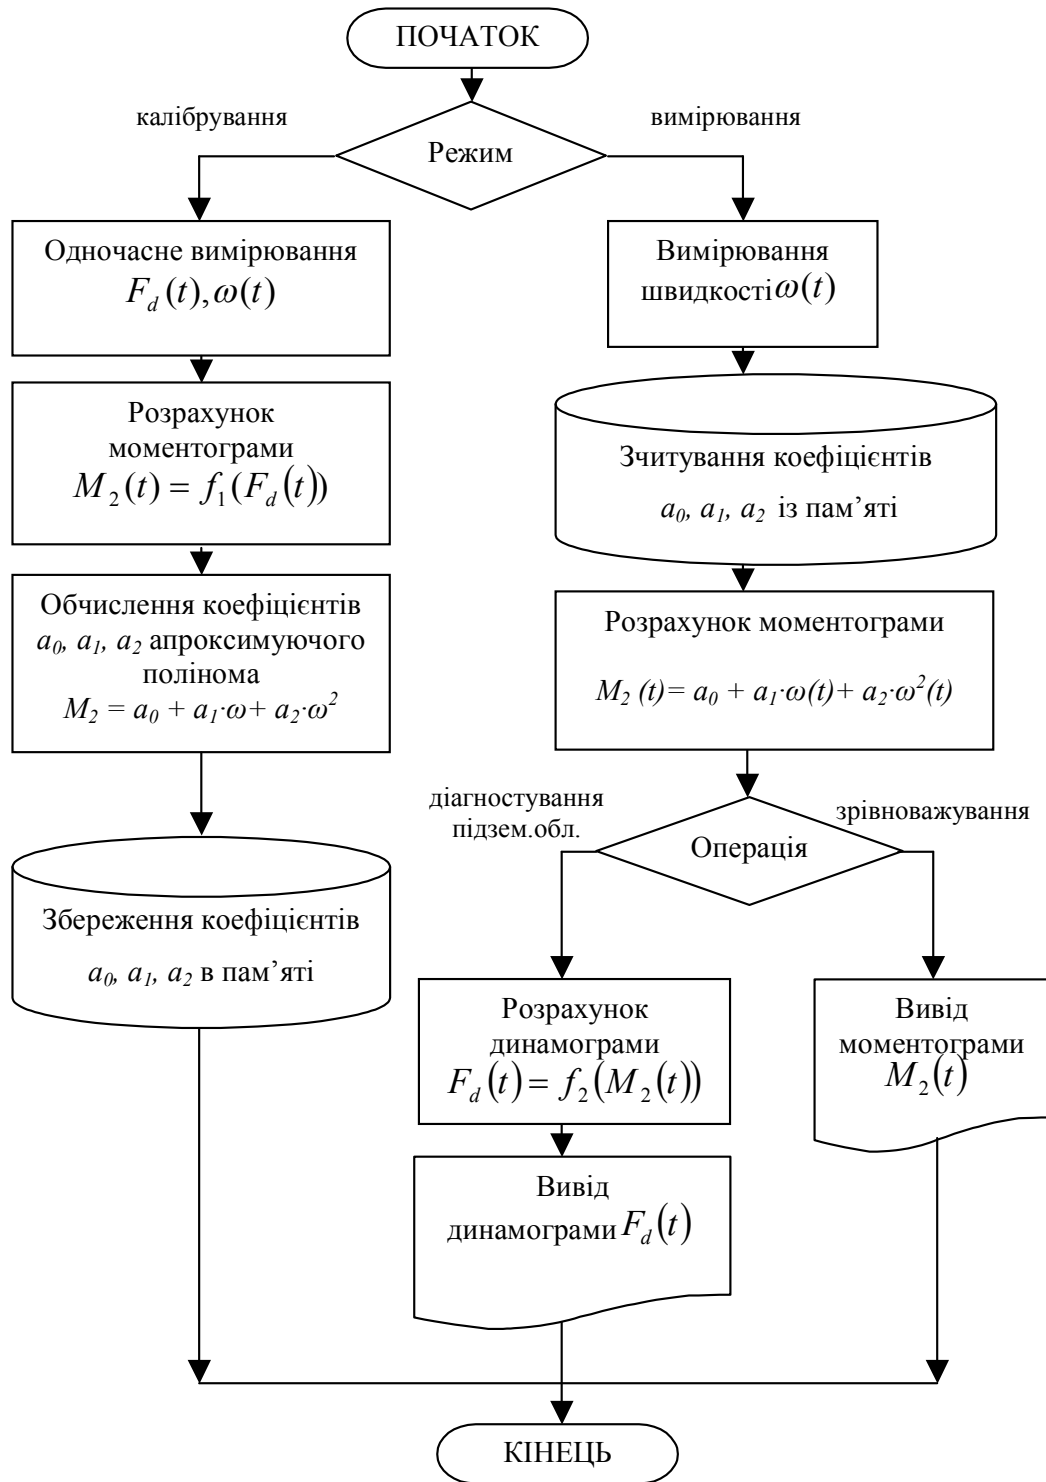 ПОЧАТОК
калібрування
вимірювання
Режим
Одночасне вимірювання
F_d(t), ω(t)
Розрахунок
моментограми
M_2(t) = f_1(F_d(t))
Обчислення коефіцієнтів
a_0, a_1, a_2 апроксимуючого
полінома
M_2 = a_0 + a_1·ω+ a_2·ω^2
Збереження коефіцієнтів
a_0, a_1, a_2 в пам’яті
Вимірювання
швидкості ω(t)
Зчитування коефіцієнтів
a_0, a_1, a_2 із пам’яті
Розрахунок моментограми
M_2 (t)= a_0 + a_1·ω(t)+ a_2·ω^2(t)
діагностування
підзем.обл.
зрівноважування
Операція
Розрахунок
динамограми
F_d(t) = f_2(M_2(t))
Вивід
динамограми F_d(t)
Вивід
моментограми
M_2(t)
КІНЕЦЬ